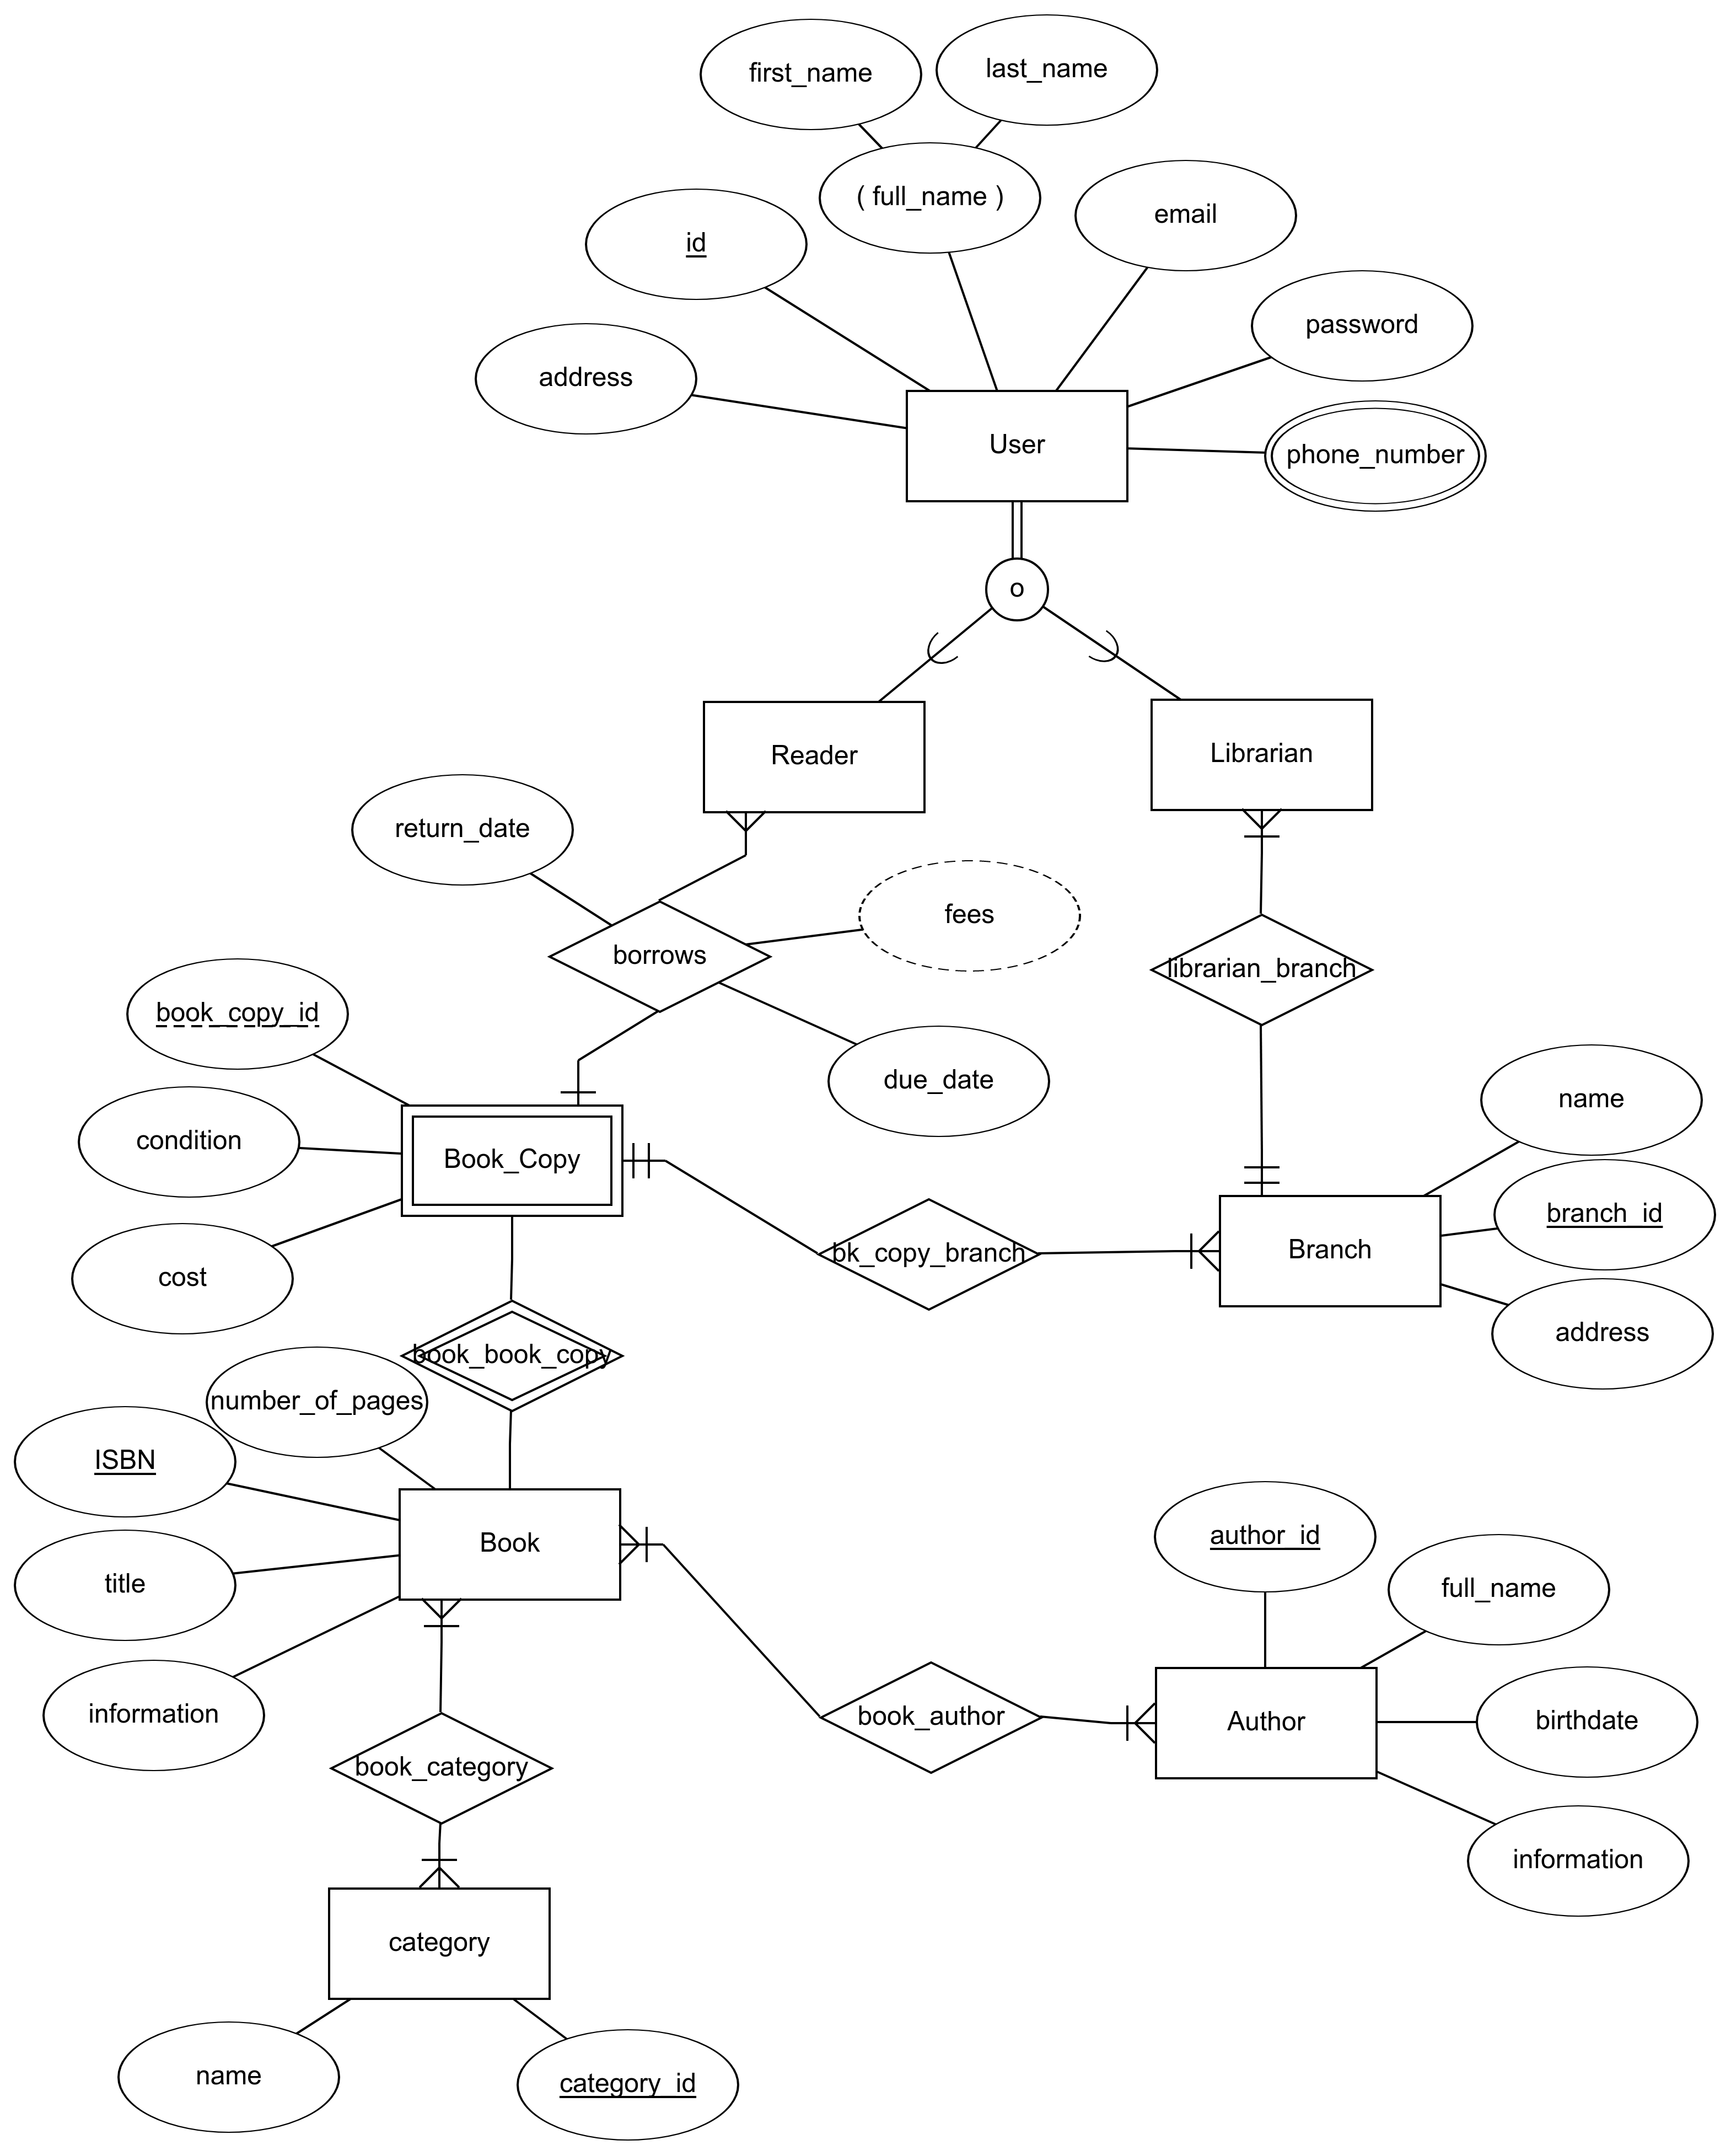 first_name
last_name
( full_name )
email
id
password
address
User
phone_number
o
Reader
Librarian
return_date
fees
borrows
librarian_branch
book_copy_id
due_date
name
condition
Book_Copy
branch_id
Branch
bk_copy_branch
cost
address
book_book_copy
number_of_pages
ISBN
author_id
Book
title
full_name
information
book_author
Author
birthdate
book_category
information
category
name
category_id